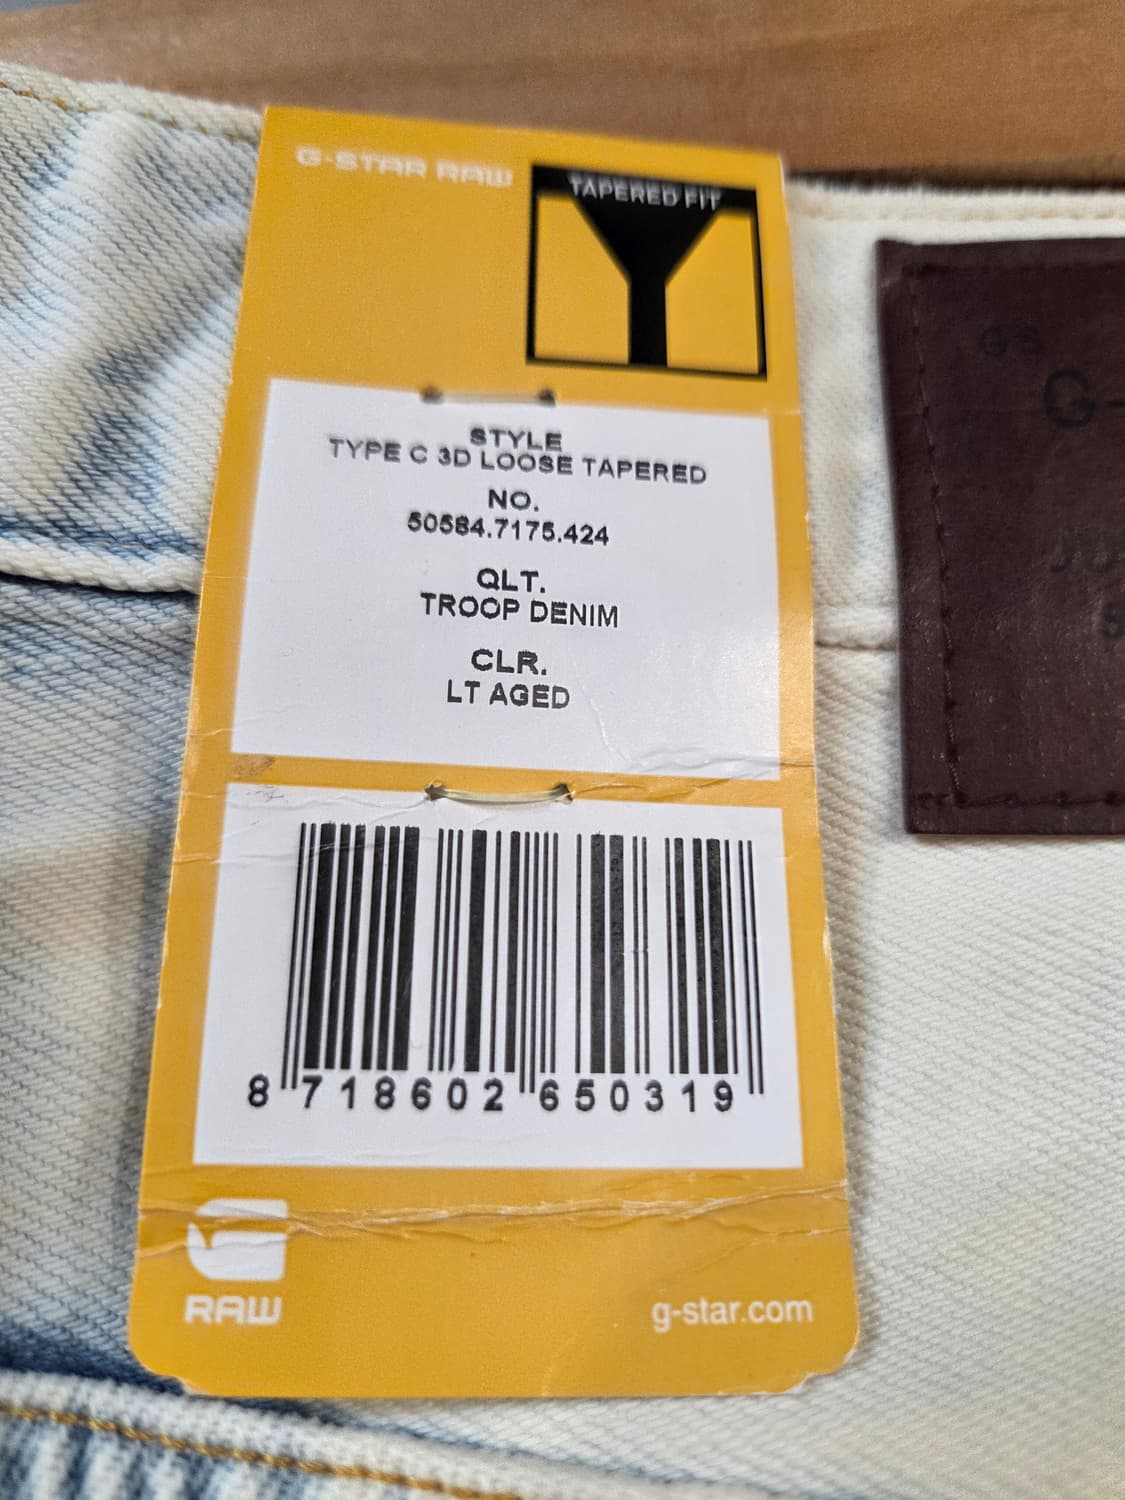 G-STAR RAW
TAPERED FIT
STYLE
TYPE C 3D LOOSE TAPERED
NO.
50584.7175.424
QLT.
TROOP DENIM
CLR.
LT AGED
8 718602 650319
RAW
g-star.com
GS
G-